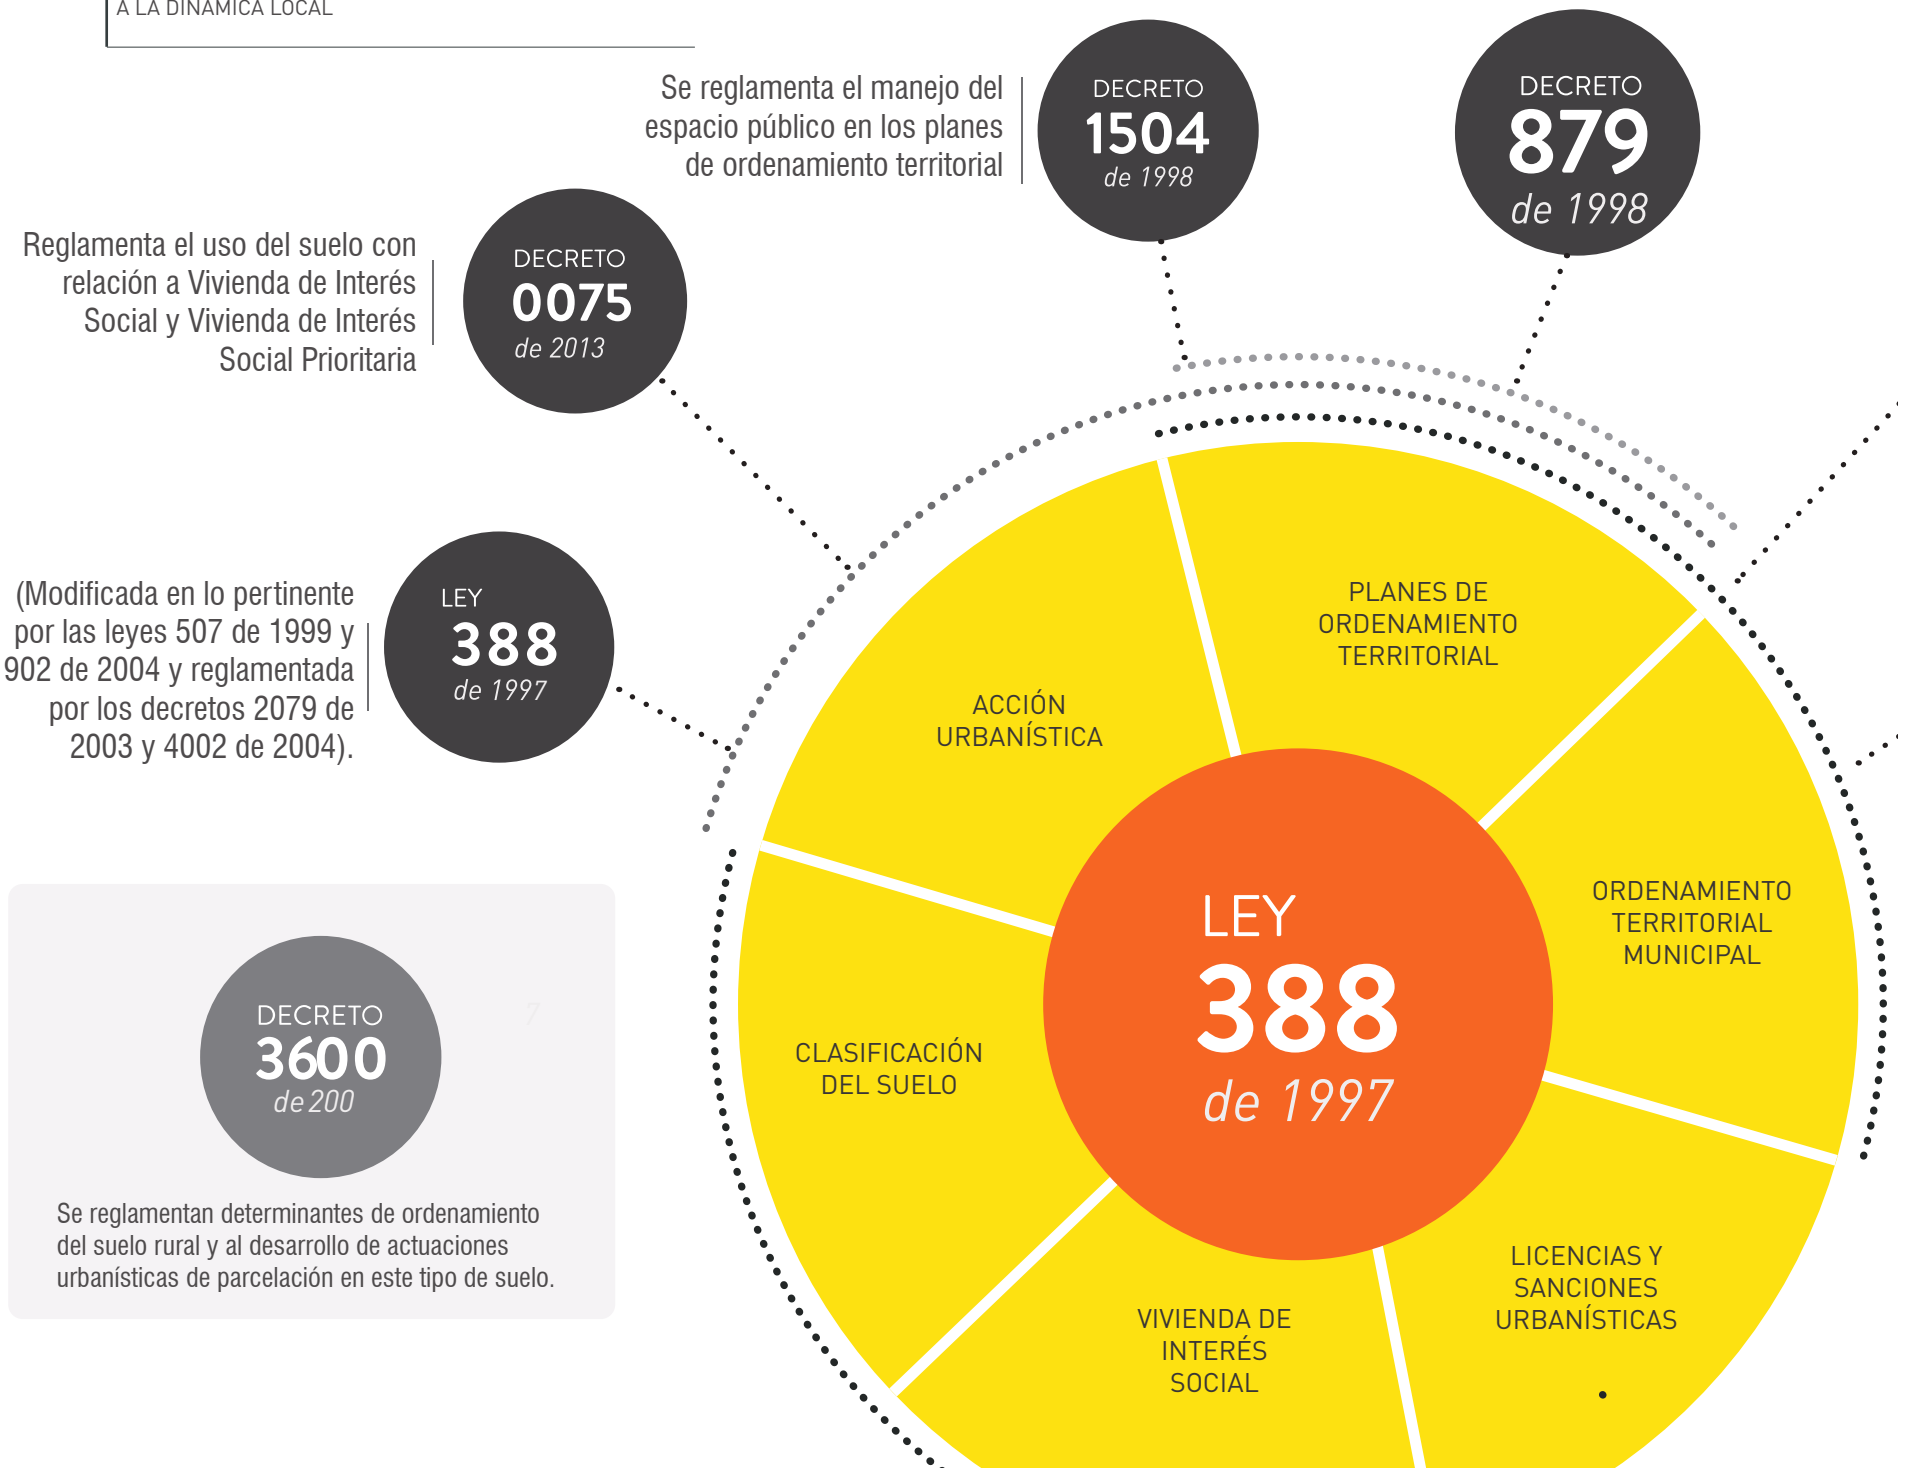 A LA DINÁMICA LOCAL
Se reglamenta el manejo del
espacio público en los planes
de ordenamiento territorial
DECRETO
1504
de 1998
DECRETO
879
de 1998
Reglamenta el uso del suelo con
relación a Vivienda de Interés
Social y Vivienda de Interés
Social Prioritaria
DECRETO
0075
de 2013
(Modificada en lo pertinente
por las leyes 507 de 1999 y
902 de 2004 y reglamentada
por los decretos 2079 de
2003 y 4002 de 2004).
LEY
388
de 1997
PLANES DE
ORDENAMIENTO
TERRITORIAL
ACCIÓN
URBANÍSTICA
ORDENAMIENTO
TERRITORIAL
MUNICIPAL
LEY
388
de 1997
CLASIFICACIÓN
DEL SUELO
LICENCIAS Y
SANCIONES
URBANÍSTICAS
VIVIENDA DE
INTERÉS
SOCIAL
DECRETO
3600
de 200
7
Se reglamentan determinantes de ordenamiento
del suelo rural y al desarrollo de actuaciones
urbanísticas de parcelación en este tipo de suelo.